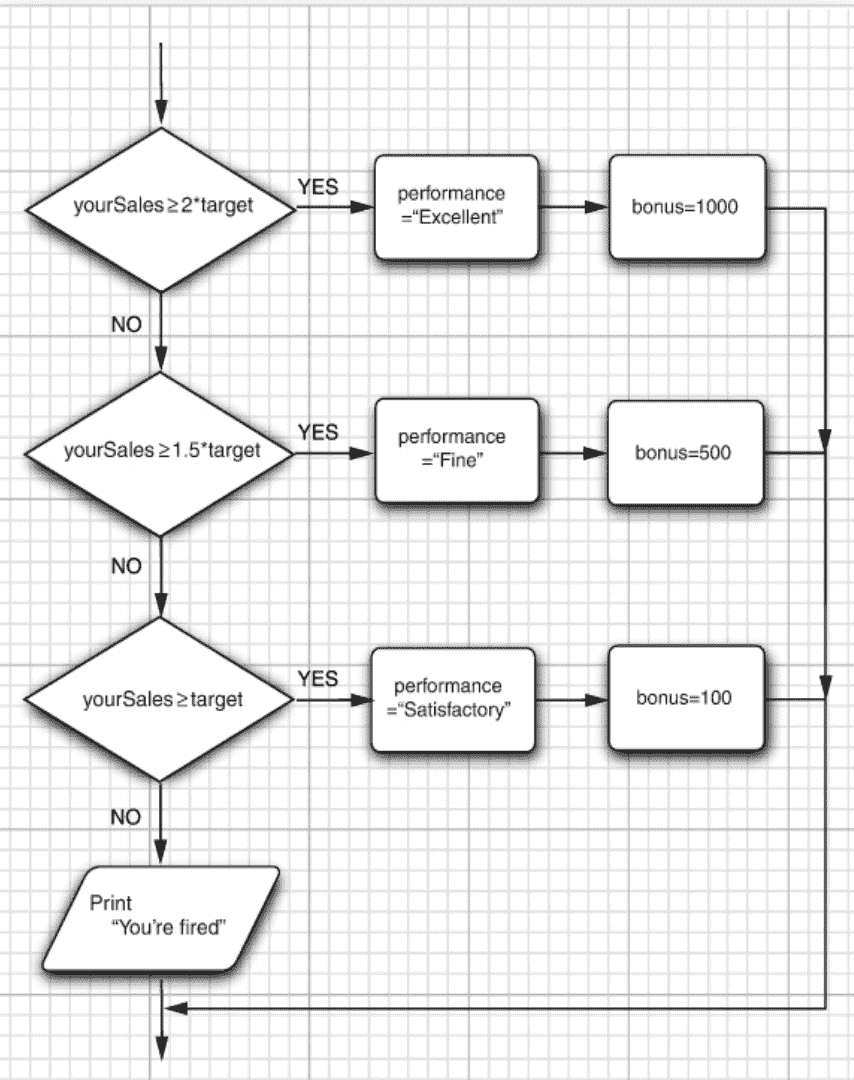 yourSales≥2*target
YES
performance
=“Excellent”
bonus=1000
NO
yourSales≥1.5*target
YES
performance
=“Fine”
bonus=500
NO
yourSales≥target
YES
performance
=“Satisfactory”
bonus=100
NO
Print
“You’re fired”